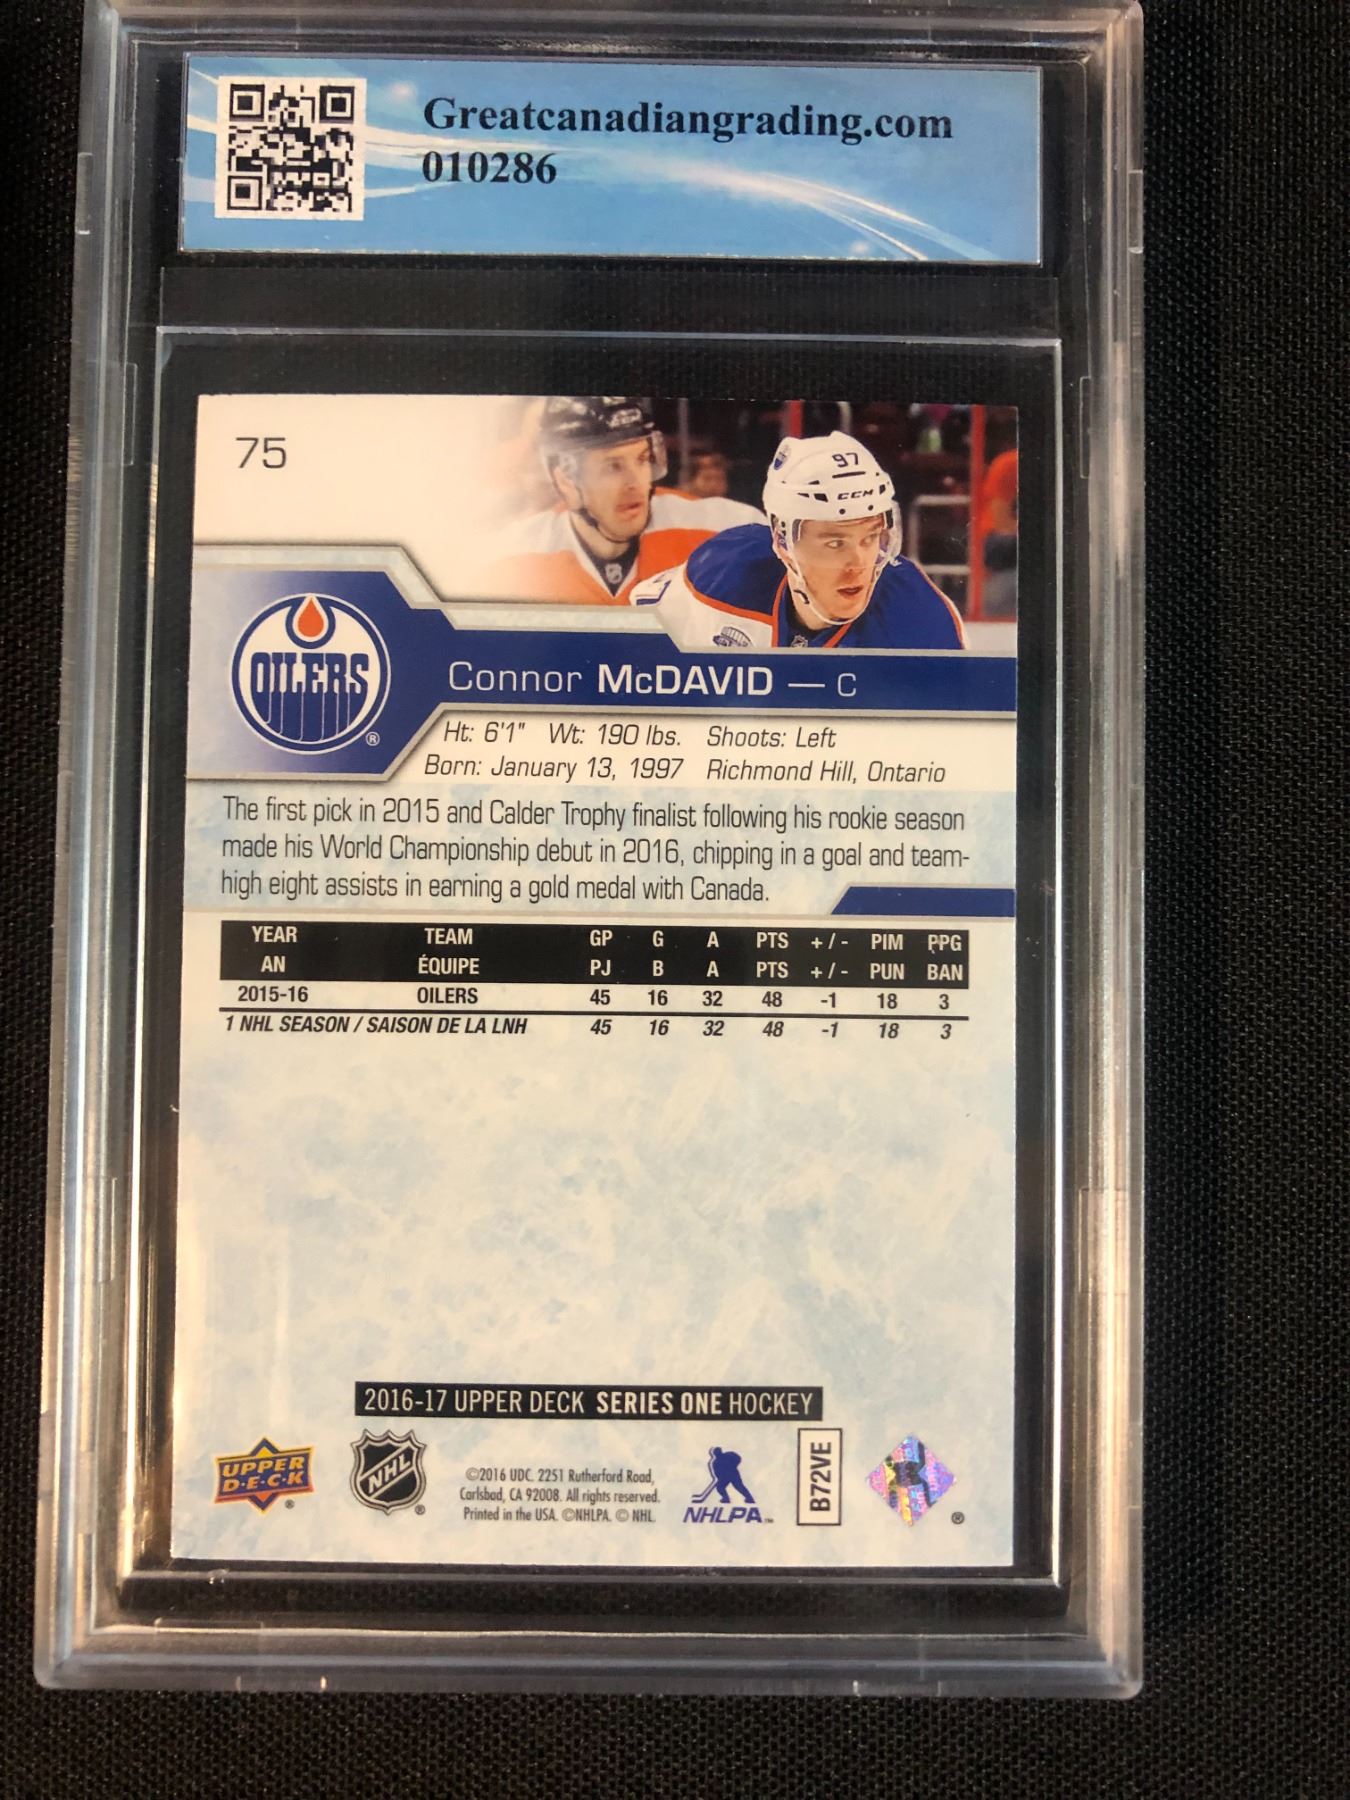 Greatcanadiangrading.com
010286
75
97
CCM
OILERS
®
Connor McDAVID — C
Ht: 6'1" Wt: 190 lbs. Shoots: Left
Born: January 13, 1997 Richmond Hill, Ontario
The first pick in 2015 and Calder Trophy finalist following his rookie season
made his World Championship debut in 2016, chipping in a goal and team-
high eight assists in earning a gold medal with Canada.
YEAR TEAM GP G A PTS +/- PIM PPG
AN ÉQUIPE PJ B A PTS +/- PUN BAN
2015-16 OILERS 45 16 32 48 -1 18 3
1 NHL SEASON / SAISON DE LA LNH 45 16 32 48 -1 18 3
2016-17 UPPER DECK SERIES ONE HOCKEY
UPPER
D·E·C·K
®
NHL
®
©2016 UDC. 2251 Rutherford Road,
Carlsbad, CA 92008. All rights reserved.
Printed in the USA. ©NHLPA. © NHL.
NHLPA™
B72VE
®